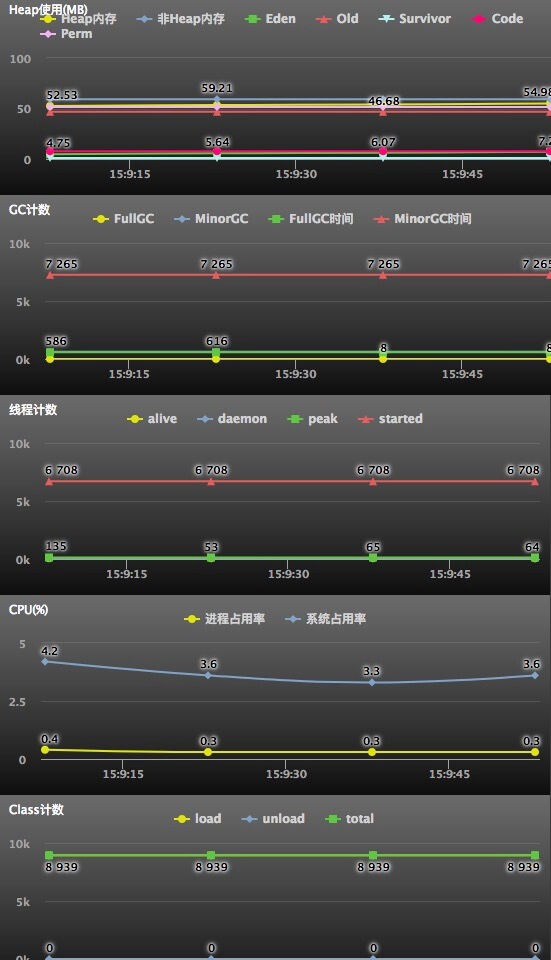 Heap使用(MB)
Heap内存 非Heap内存 Eden Old Survivor Code
Perm
100
59.21
52.53 46.68 54.98
50
4.75 5.64 6.07 7.2
0
15:9:15 15:9:30 15:9:45
GC计数
FullGC MinorGC FullGC时间 MinorGC时间
10k
7 265 7 265 7 265 7 265
5k
586 616 8 8
0k
15:9:15 15:9:30 15:9:45
线程计数
alive daemon peak started
10k
6 708 6 708 6 708 6 708
5k
135 53 65 64
0k
15:9:15 15:9:30 15:9:45
CPU(%)
进程占用率 系统占用率
5
4.2 3.6 3.3 3.6
2.5
0.4 0.3 0.3 0.3
0
15:9:15 15:9:30 15:9:45
Class计数
load unload total
10k
8 939 8 939 8 939 8 939
5k
0 0 0 0
0k